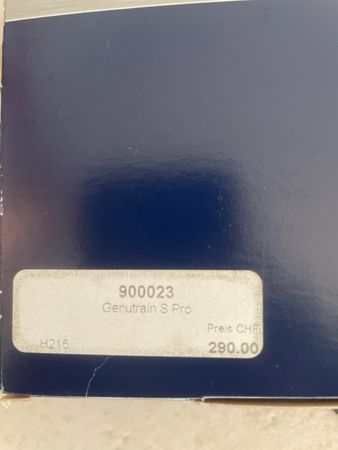 900023
Genutrain S Pro
Preis CHF
H215
290.00